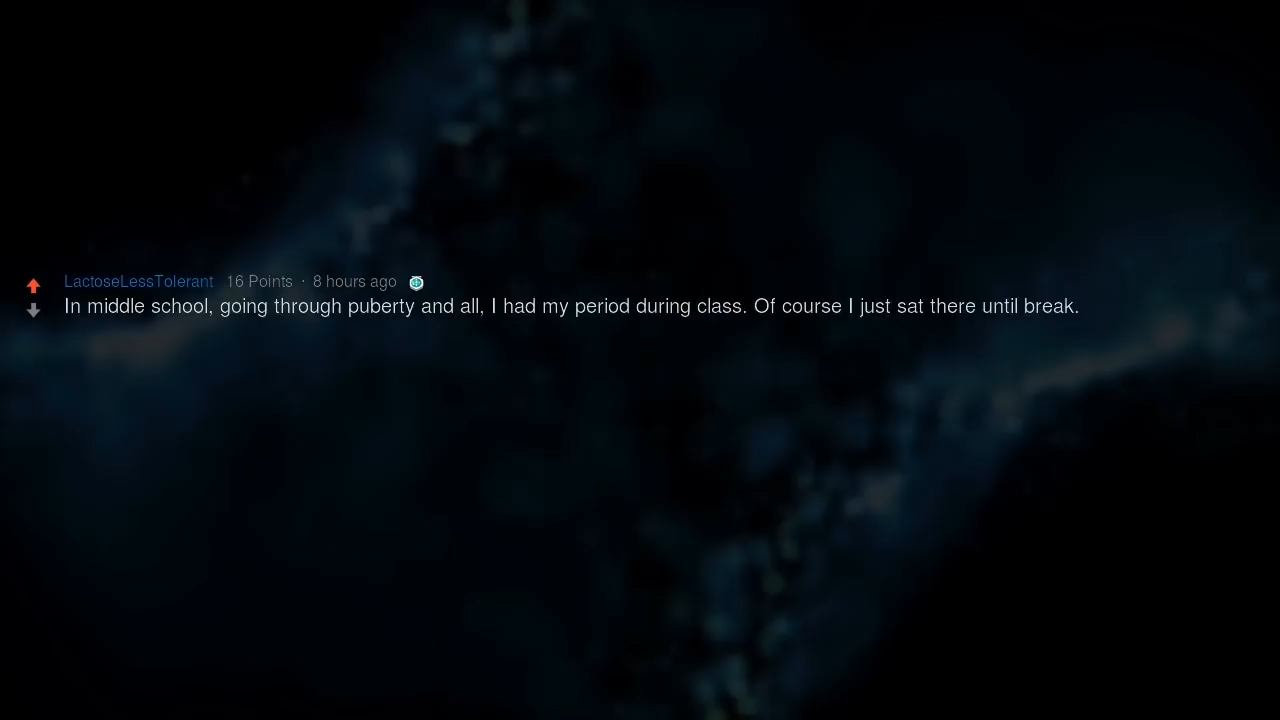 LactoseLessTolerant 16 Points · 8 hours ago
In middle school, going through puberty and all, I had my period during class. Of course I just sat there until break.